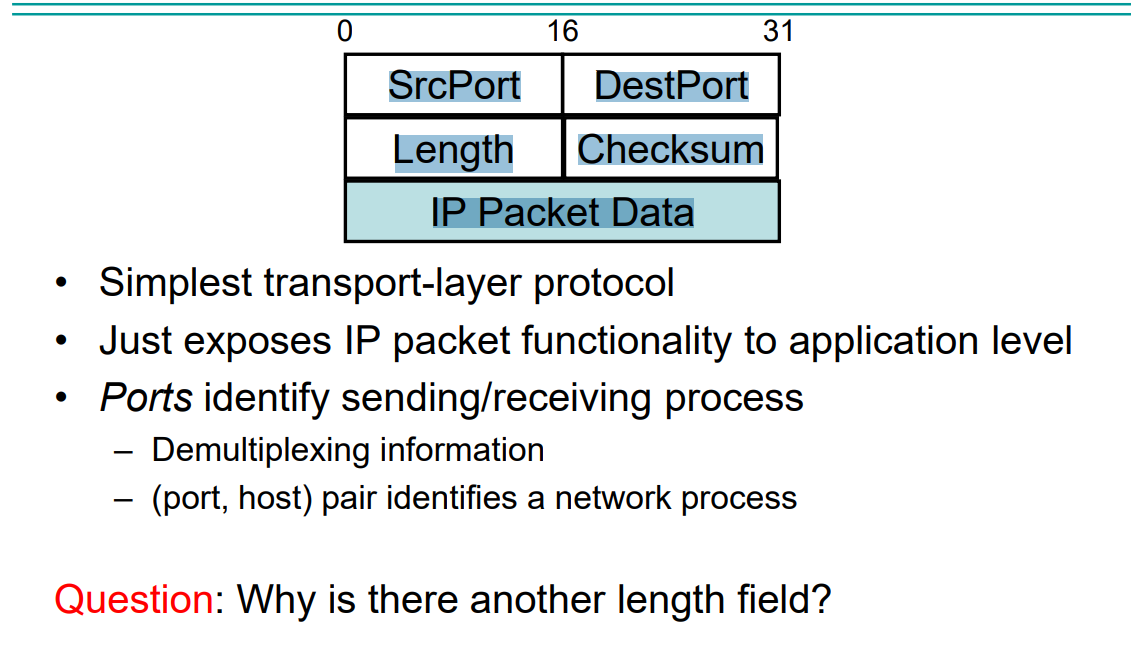 0 16 31
SrcPort DestPort
Length Checksum
IP Packet Data
• Simplest transport-layer protocol
• Just exposes IP packet functionality to application level
• Ports identify sending/receiving process
– Demultiplexing information
– (port, host) pair identifies a network process
Question: Why is there another length field?